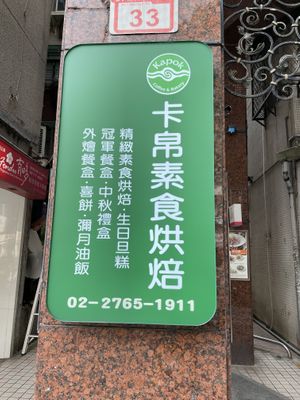 33
Kapok
Coffee & Bakery
卡帛素食烘焙
精緻素食烘焙·生日旦糕
冠軍餐盒·中秋禮盒
外燴餐盒·喜餅·彌月油飯
02-2765-1911